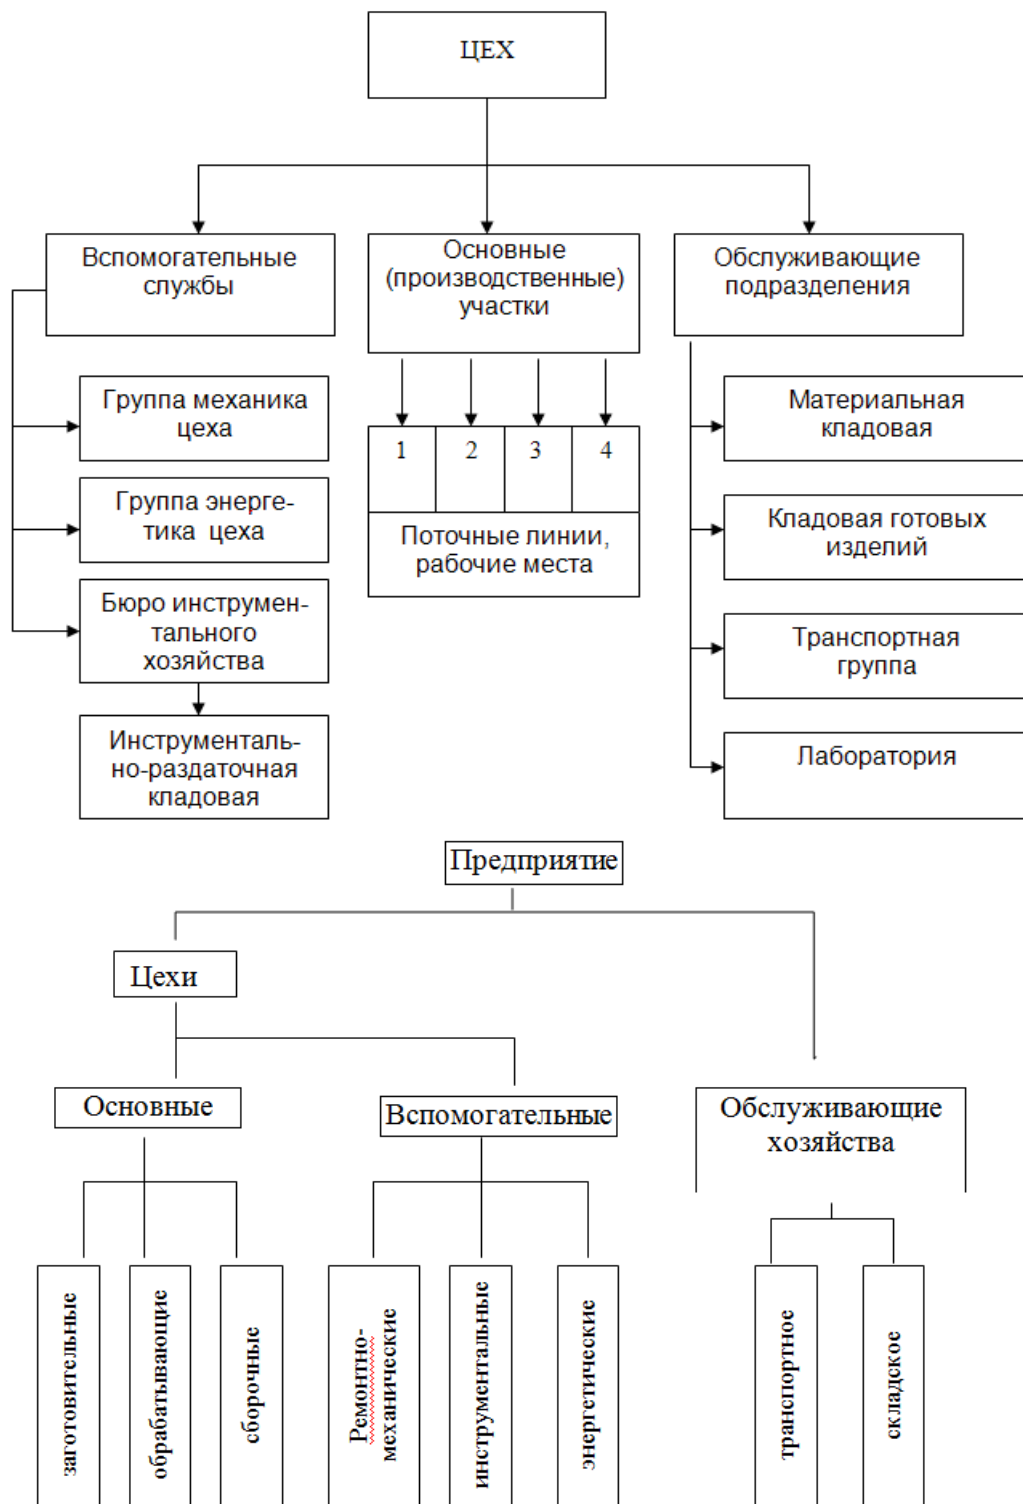 ЦЕХ
Вспомогательные
службы
Основные
(производственные)
участки
Обслуживающие
подразделения
Группа механика
цеха
Группа энерге-
тика цеха
Бюро инструмен-
тального
хозяйства
Инструменталь-
но-раздаточная
кладовая
1 2 3 4
Поточные линии,
рабочие места
Материальная
кладовая
Кладовая готовых
изделий
Транспортная
группа
Лаборатория
Предприятие
Цехи
Основные
Вспомогательные
Обслуживающие
хозяйства
заготовительные
обрабатывающие
сборочные
Ремонтно-
механические
инструментальные
энергетические
транспортное
складское